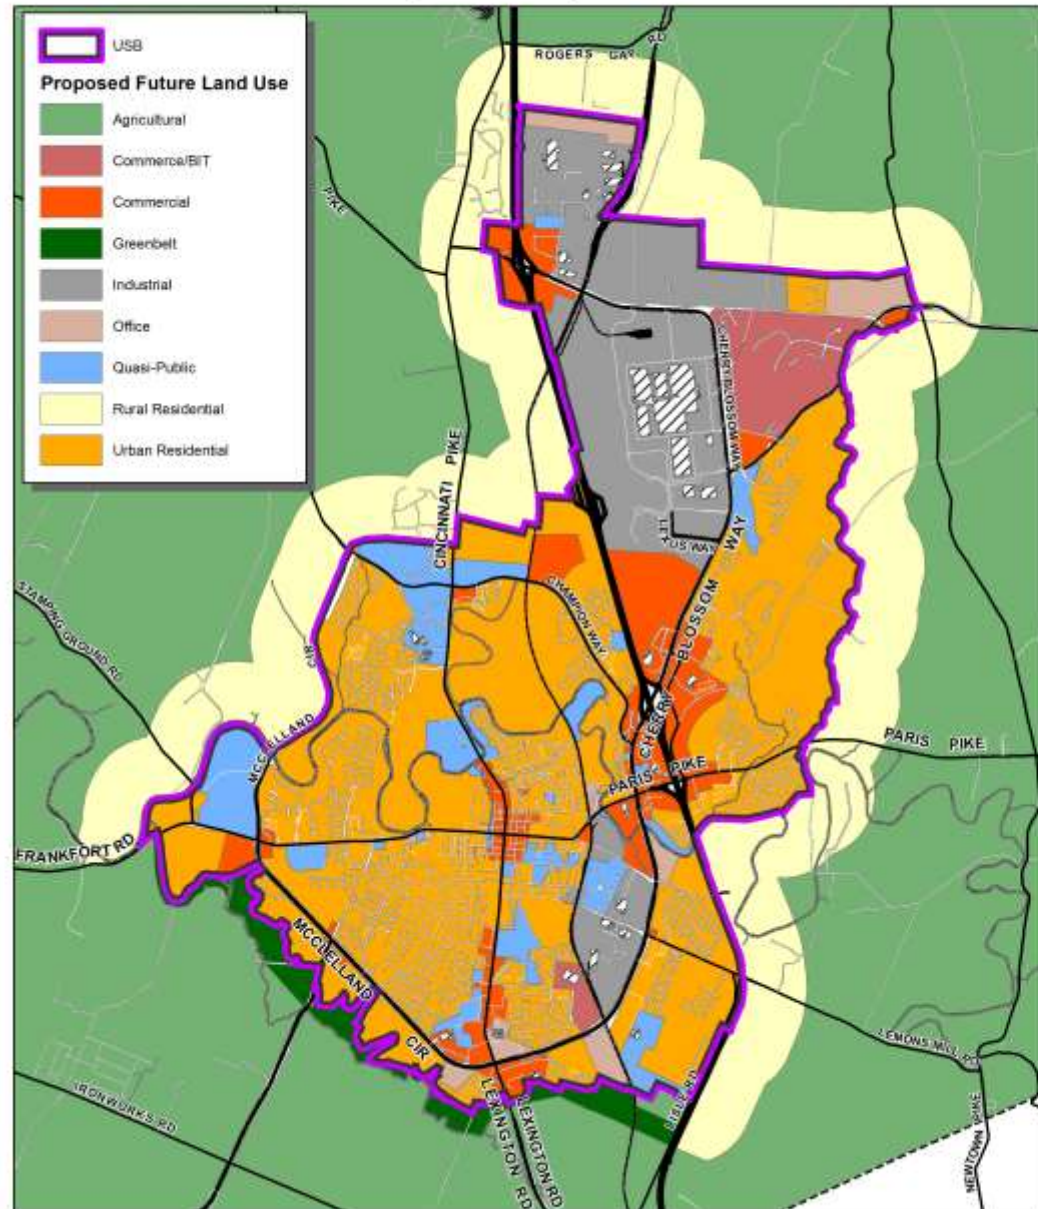 USB
Proposed Future Land Use
Agricultural
Commerce/BIT
Commercial
Greenbelt
Industrial
Office
Quasi-Public
Rural Residential
Urban Residential
ROGERS GAP RD
PIKE
CHERRY BLOSSOM WAY
CINCINNATI PIKE
LEXUS WAY
CHERRY BLOSSOM WAY
CHAMPION WAY
STAMPING GROUND RD
MCCLELLAND CIR
PARIS PIKE
PARIS PIKE
FRANKFORT RD
MCCLELLAND CIR
LEMONS MILL RD
IRONWORKS RD
LEXINGTON RD
LEXINGTON RD
LISLE RD
NEWTOWN PIKE